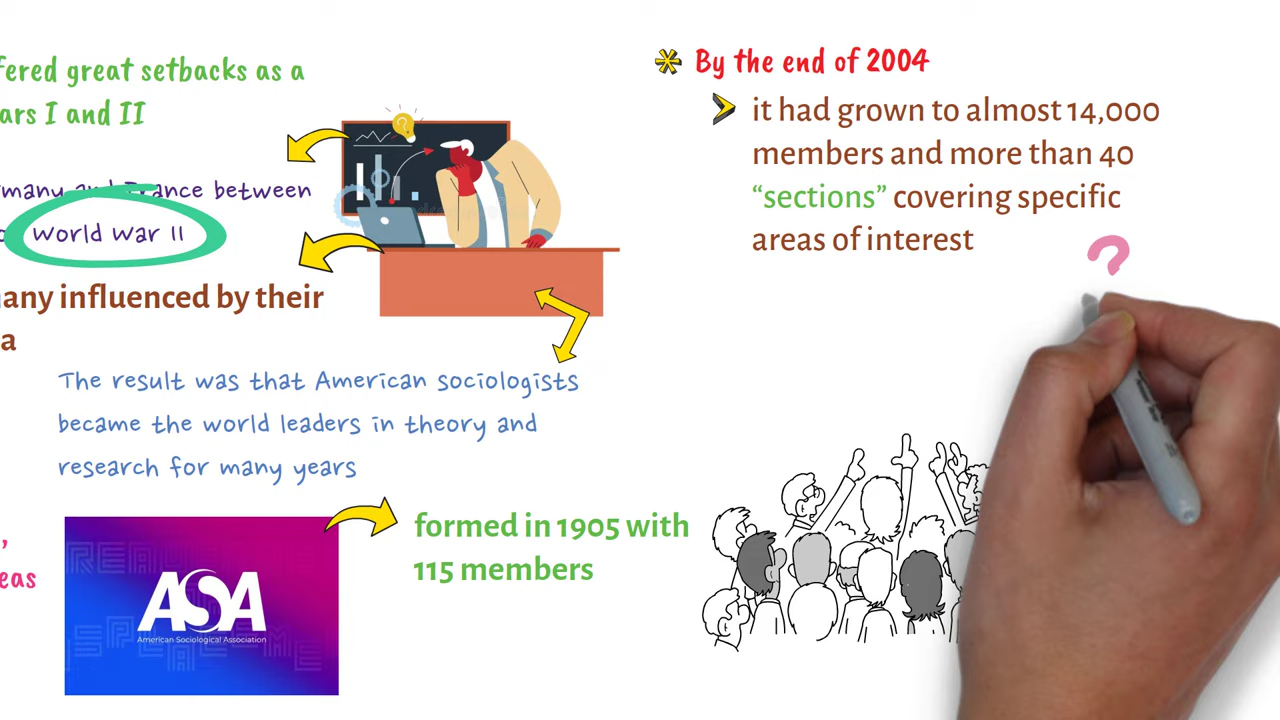 fered great setbacks as a
ars I and II
many and France between
World War II
any influenced by their
a
The result was that American sociologists
became the world leaders in theory and
research for many years
,
eas
ASA
American Sociological Association
formed in 1905 with
115 members
By the end of 2004
it had grown to almost 14,000
members and more than 40
“sections” covering specific
areas of interest
?